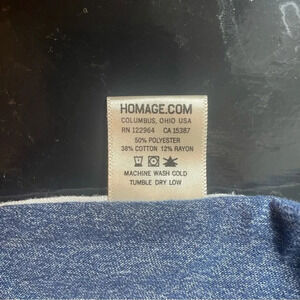 HOMAGE.COM
COLUMBUS, OHIO USA
RN 122964 CA 15387
50% POLYESTER
38% COTTON 12% RAYON
MACHINE WASH COLD
TUMBLE DRY LOW